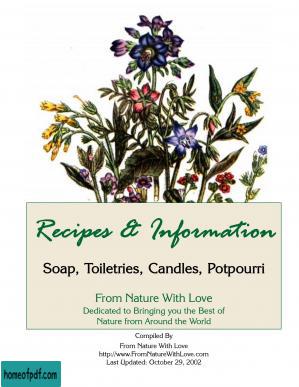 Recipes & Information
Soap, Toiletries, Candles, Potpourri
From Nature With Love
Dedicated to Bringing you the Best of
Nature from Around the World
Compiled By
From Nature With Love
http://www.FromNatureWithLove.com
Last Updated: October 29, 2002
homeofpdf.com